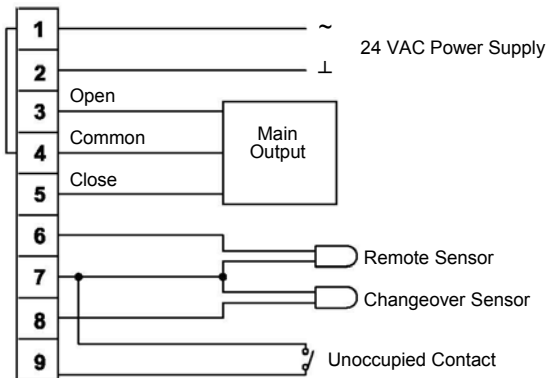 1
~
24 VAC Power Supply
2
⊥
Open
3
Main
Output
Common
4
Close
5
6
Remote Sensor
7
Changeover Sensor
8
9
Unoccupied Contact